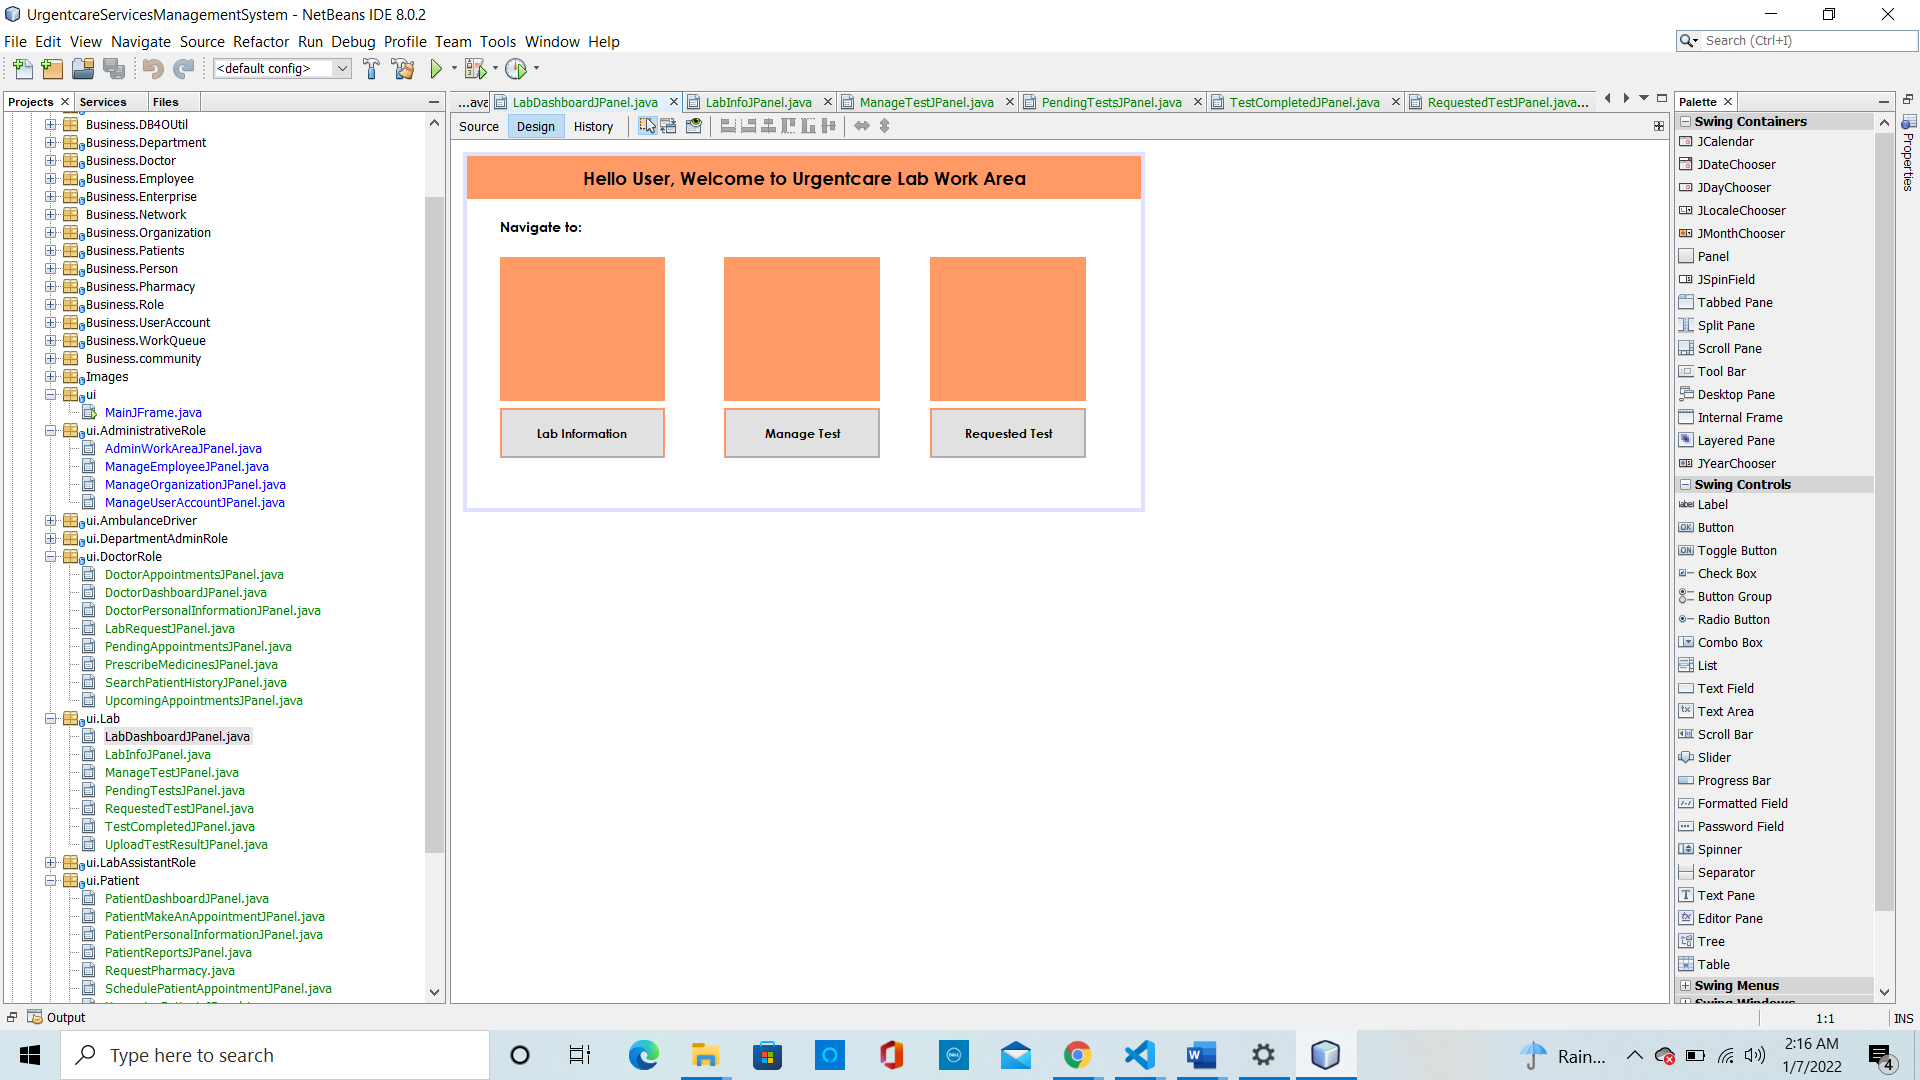 UrgentcareServicesManagementSystem - NetBeans IDE 8.0.2
File Edit View Navigate Source Refactor Run Debug Profile Team Tools Window Help
Search (Ctrl+I)
<default config>
Projects Services Files
...ava LabDashboardJPanel.java LabInfoJPanel.java ManageTestJPanel.java PendingTestsJPanel.java TestCompletedJPanel.java RequestedTestJPanel.java...
Source Design History
Business.DB4OUtil
Business.Department
Business.Doctor
Business.Employee
Business.Enterprise
Business.Network
Business.Organization
Business.Patients
Business.Person
Business.Pharmacy
Business.Role
Business.UserAccount
Business.WorkQueue
Business.community
Images
ui
MainJFrame.java
ui.AdministrativeRole
AdminWorkAreaJPanel.java
ManageEmployeeJPanel.java
ManageOrganizationJPanel.java
ManageUserAccountJPanel.java
ui.AmbulanceDriver
ui.DepartmentAdminRole
ui.DoctorRole
DoctorAppointmentsJPanel.java
DoctorDashboardJPanel.java
DoctorPersonalInformationJPanel.java
LabRequestJPanel.java
PendingAppointmentsJPanel.java
PrescribeMedicinesJPanel.java
SearchPatientHistoryJPanel.java
UpcomingAppointmentsJPanel.java
ui.Lab
LabDashboardJPanel.java
LabInfoJPanel.java
ManageTestJPanel.java
PendingTestsJPanel.java
RequestedTestJPanel.java
TestCompletedJPanel.java
UploadTestResultJPanel.java
ui.LabAssistantRole
ui.Patient
PatientDashboardJPanel.java
PatientMakeAnAppointmentJPanel.java
PatientPersonalInformationJPanel.java
PatientReportsJPanel.java
RequestPharmacy.java
SchedulePatientAppointmentJPanel.java
Hello User, Welcome to Urgentcare Lab Work Area
Navigate to:
Lab Information Manage Test Requested Test
Palette
Swing Containers
JCalendar
JDateChooser
JDayChooser
JLocaleChooser
JMonthChooser
Panel
JSpinField
Tabbed Pane
Split Pane
Scroll Pane
Tool Bar
Desktop Pane
Internal Frame
Layered Pane
JYearChooser
Swing Controls
Label
Button
Toggle Button
Check Box
Button Group
Radio Button
Combo Box
List
Text Field
Text Area
Scroll Bar
Slider
Progress Bar
Formatted Field
Password Field
Spinner
Separator
Text Pane
Editor Pane
Tree
Table
Swing Menus
Swing Windows
Properties
Output
1:1 INS
Type here to search
Rain...
2:16 AM
1/7/2022
4